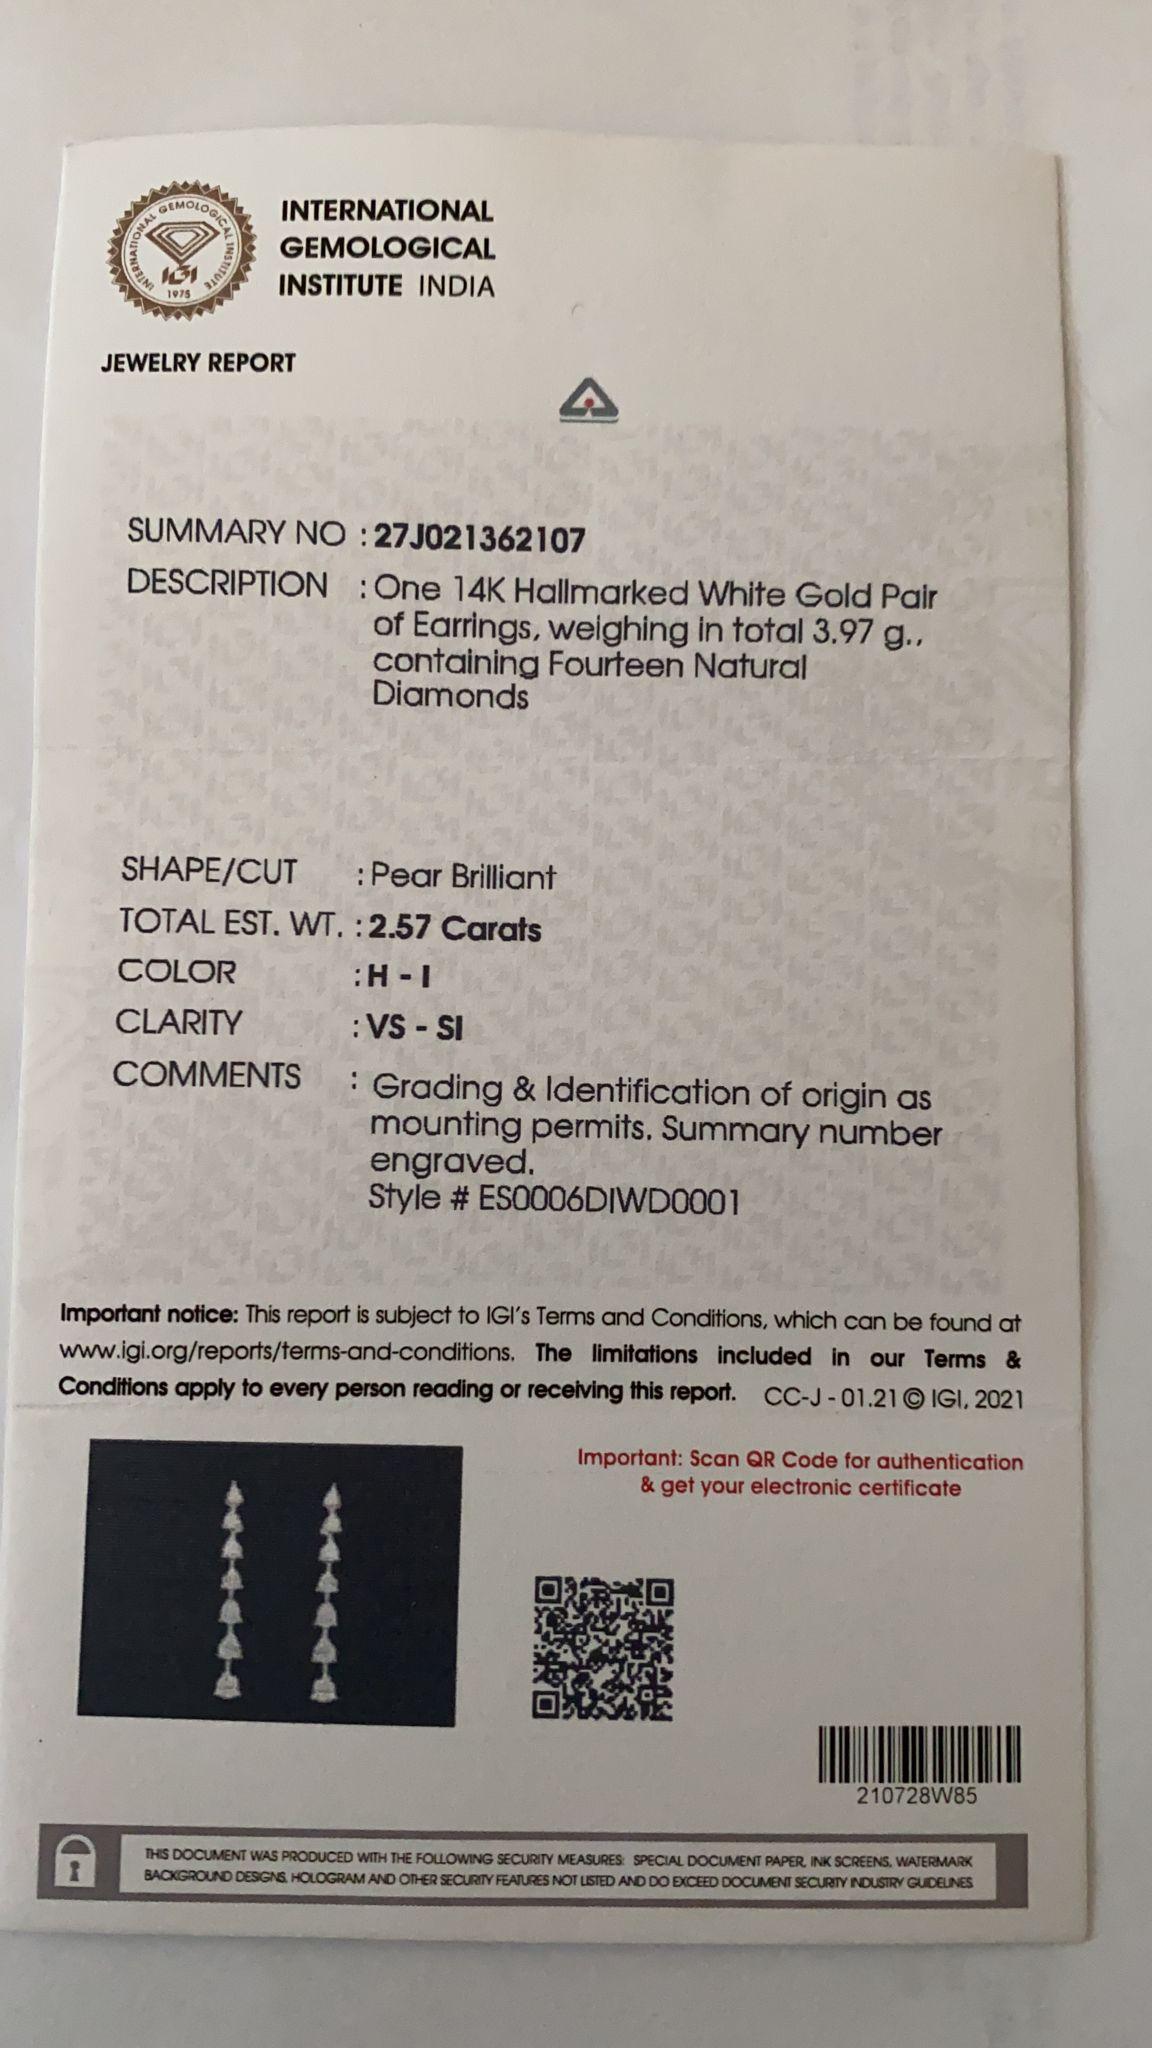 INTERNATIONAL GEMOLOGICAL INSTITUTE
IGI
1975
INTERNATIONAL
GEMOLOGICAL
INSTITUTE INDIA
JEWELRY REPORT
SUMMARY NO : 27J021362107
DESCRIPTION : One 14K Hallmarked White Gold Pair
of Earrings, weighing in total 3.97 g.,
containing Fourteen Natural
Diamonds
SHAPE/CUT : Pear Brilliant
TOTAL EST. WT. : 2.57 Carats
COLOR : H - I
CLARITY : VS - SI
COMMENTS : Grading & Identification of origin as
mounting permits. Summary number
engraved.
Style # ES0006DIWD0001
Important notice: This report is subject to IGI's Terms and Conditions, which can be found at
www.igi.org/reports/terms-and-conditions. The limitations included in our Terms &
Conditions apply to every person reading or receiving this report. CC-J - 01.21 © IGI, 2021
Important: Scan QR Code for authentication
& get your electronic certificate
210728W85
THIS DOCUMENT WAS PRODUCED WITH THE FOLLOWING SECURITY MEASURES: SPECIAL DOCUMENT PAPER, INK SCREENS, WATERMARK
BACKGROUND DESIGNS, HOLOGRAM AND OTHER SECURITY FEATURES NOT LISTED AND DO EXCEED DOCUMENT SECURITY INDUSTRY GUIDELINES